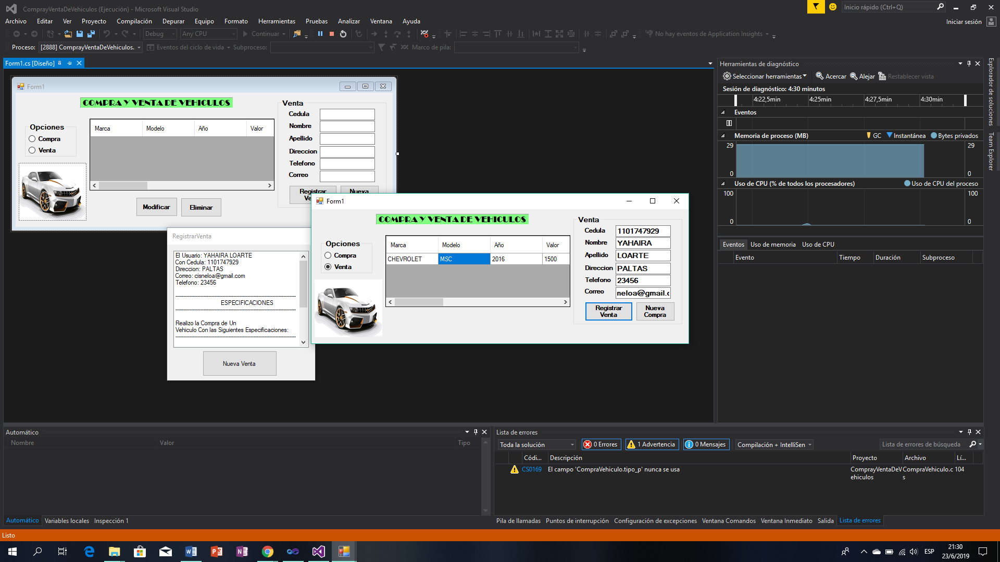 ComprayVentaDeVehiculos (Ejecución) - Microsoft Visual Studio
Inicio rápido (Ctrl+Q)
Archivo Editar Ver Proyecto Compilación Depurar Equipo Formato Herramientas Pruebas Analizar Ventana Ayuda
Iniciar sesión
Debug Any CPU Continuar No hay eventos de Application Insights
Proceso: [2888] ComprayVentaDeVehiculos. Eventos del ciclo de vida Subproceso: Marco de pila:
Form1.cs [Diseño]
Form1
COMPRA Y VENTA DE VEHICULOS
Opciones
Compra
Venta
Marca Modelo Año Valor
Modificar Eliminar
Venta
Cedula
Nombre
Apellido
Direccion
Telefono
Correo
Registrar
Ve
Nueva
RegistrarVenta
El Usuario: YAHAIRA LOARTE
Con Cedula: 1101747929
Direccion: PALTAS
Correo: cisneloa@gmail.com
Telefono: 23456
------------------------------------------------------------
ESPECIFICACIONES
------------------------------------------------------------
Realizo la Compra de Un
Vehiculo Con las Siguientes Especificaciones:
------------------------------------------------------------
Nueva Venta
Form1
COMPRA Y VENTA DE VEHICULOS
Opciones
Compra
Venta
Marca Modelo Año Valor
CHEVROLET MSC 2016 1500
Venta
Cedula 1101747929
Nombre YAHAIRA
Apellido LOARTE
Direccion PALTAS
Telefono 23456
Correo neloa@gmail.c
Registrar
Venta
Nueva
Compra
Herramientas de diagnóstico
Seleccionar herramientas Acercar Alejar Restablecer vista
Sesión de diagnóstico: 4:30 minutos
4:22,5min 4:25min 4:27,5min 4:30min
Eventos
Memoria de proceso (MB) GC Instantánea Bytes privados
29 29
0 0
Uso de CPU (% de todos los procesadores) Uso de CPU del proceso
100 100
0 0
Eventos Uso de memoria Uso de CPU
Evento Tiempo Duración Subproceso
Explorador de soluciones
Team Explorer
Automático
Nombre Valor Tipo
Automático Variables locales Inspección 1
Lista de errores
Toda la solución 0 Errores 1 Advertencia 0 Mensajes Compilación + IntelliSen Lista de errores de búsqueda
Códi... Descripción Proyecto Archivo Lí...
CS0169 El campo 'CompraVehiculo.tipo_p' nunca se usa ComprayVentaDeV CompraVehiculo.c 104
ehiculos s
Pila de llamadas Puntos de interrupción Configuración de excepciones Ventana Comandos Ventana Inmediato Salida Lista de errores
Listo
ESP
21:30
23/6/2019